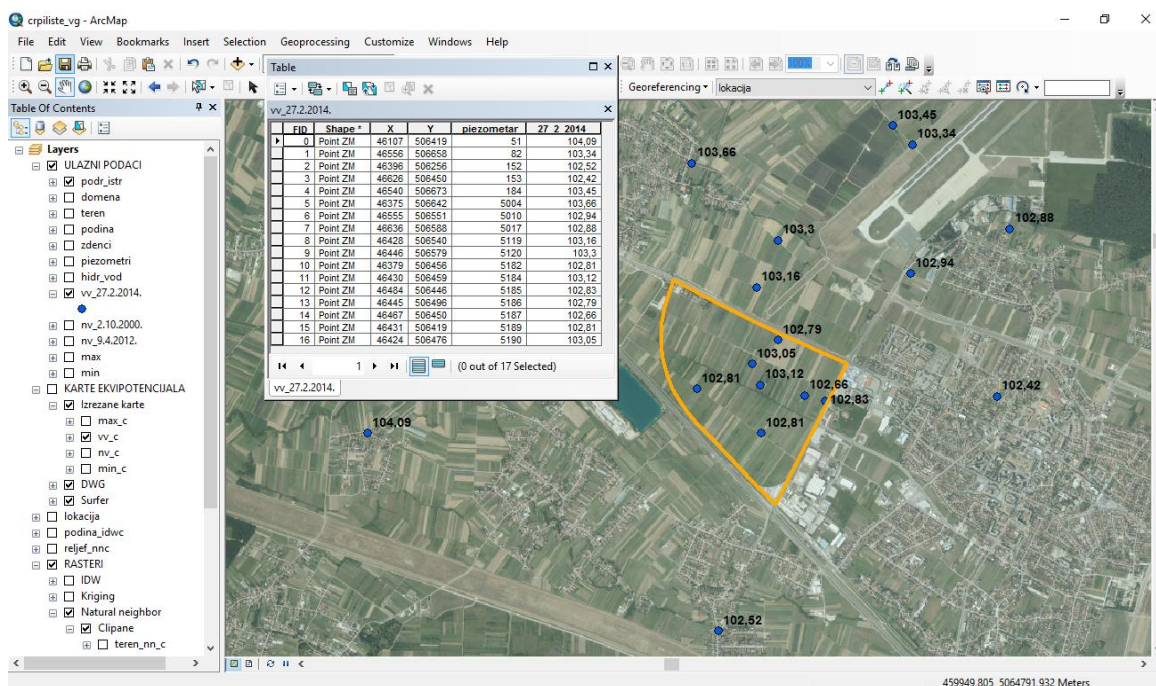 crpiliste_vg - ArcMap
File Edit View Bookmarks Insert Selection Geoprocessing Customize Windows Help
100%
Georeferencing lokacija
Table Of Contents
Layers
ULAZNI PODACI
podr_istr
domena
teren
podina
zdenci
piezometri
hidr_vod
vv_27.2.2014.
nv_2.10.2000.
nv_9.4.2012.
max
min
KARTE EKVIPOTENCIJALA
Izrezane karte
max_c
vv_c
nv_c
min_c
DWG
Surfer
lokacija
podina_idwc
reljef_nnc
RASTERI
IDW
Kriging
Natural neighbor
Clipane
teren_nn_c
Table
vv_27.2.2014.
FID Shape * X Y piezometar 27_2_2014
0 Point ZM 46107 506419 51 104,09
1 Point ZM 46556 506658 82 103,34
2 Point ZM 46396 506256 152 102,52
3 Point ZM 46626 506450 153 102,42
4 Point ZM 46540 506673 184 103,45
5 Point ZM 46375 506642 5004 103,66
6 Point ZM 46555 506551 5010 102,94
7 Point ZM 46636 506588 5017 102,88
8 Point ZM 46428 506540 5119 103,16
9 Point ZM 46446 506579 5120 103,3
10 Point ZM 46379 506456 5182 102,81
11 Point ZM 46430 506459 5184 103,12
12 Point ZM 46484 506446 5185 102,83
13 Point ZM 46445 506496 5186 102,79
14 Point ZM 46467 506450 5187 102,66
15 Point ZM 46431 506419 5189 102,81
16 Point ZM 46424 506476 5190 103,05
1 (0 out of 17 Selected)
vv_27.2.2014.
103,45
103,34
103,66
102,88
103,3
102,94
103,16
102,79
103,05
103,12
102,81
102,66
102,42
102,83
104,09
102,81
102,52
459949,805 5064791,932 Meters